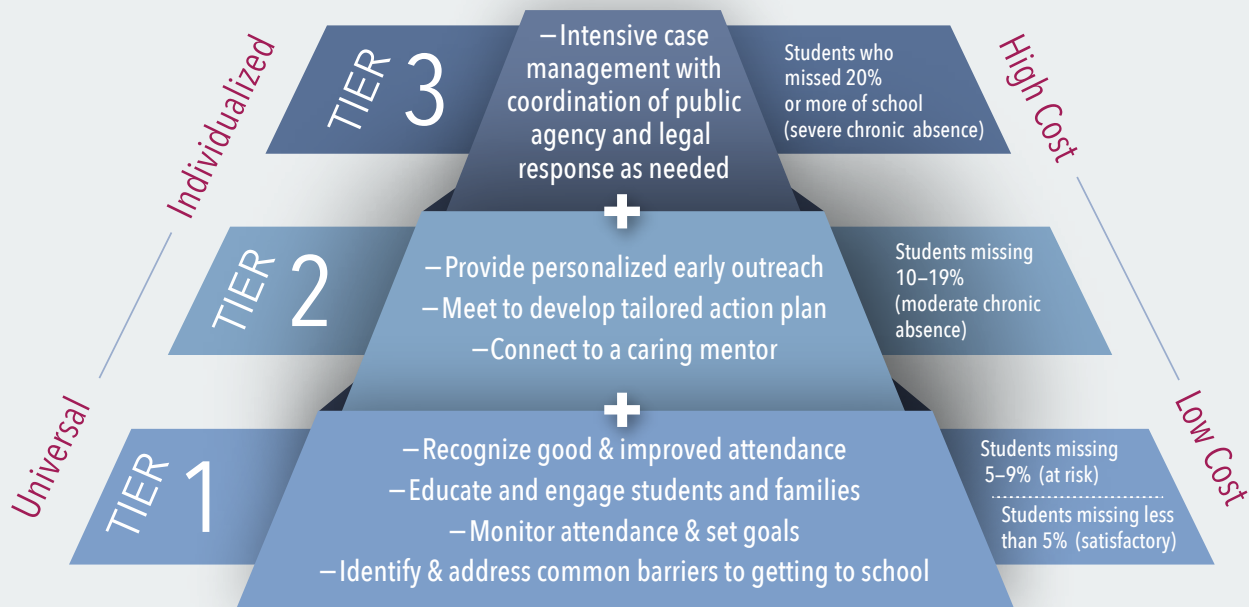 Individualized
Universal
TIER 3
— Intensive case
management with
coordination of public
agency and legal
response as needed
Students who
missed 20%
or more of school
(severe chronic absence)
High Cost
+
TIER 2
— Provide personalized early outreach
— Meet to develop tailored action plan
— Connect to a caring mentor
Students missing
10–19%
(moderate chronic
absence)
+
TIER 1
— Recognize good & improved attendance
— Educate and engage students and families
— Monitor attendance & set goals
— Identify & address common barriers to getting to school
Students missing
5–9% (at risk)
Students missing less
than 5% (satisfactory)
Low Cost